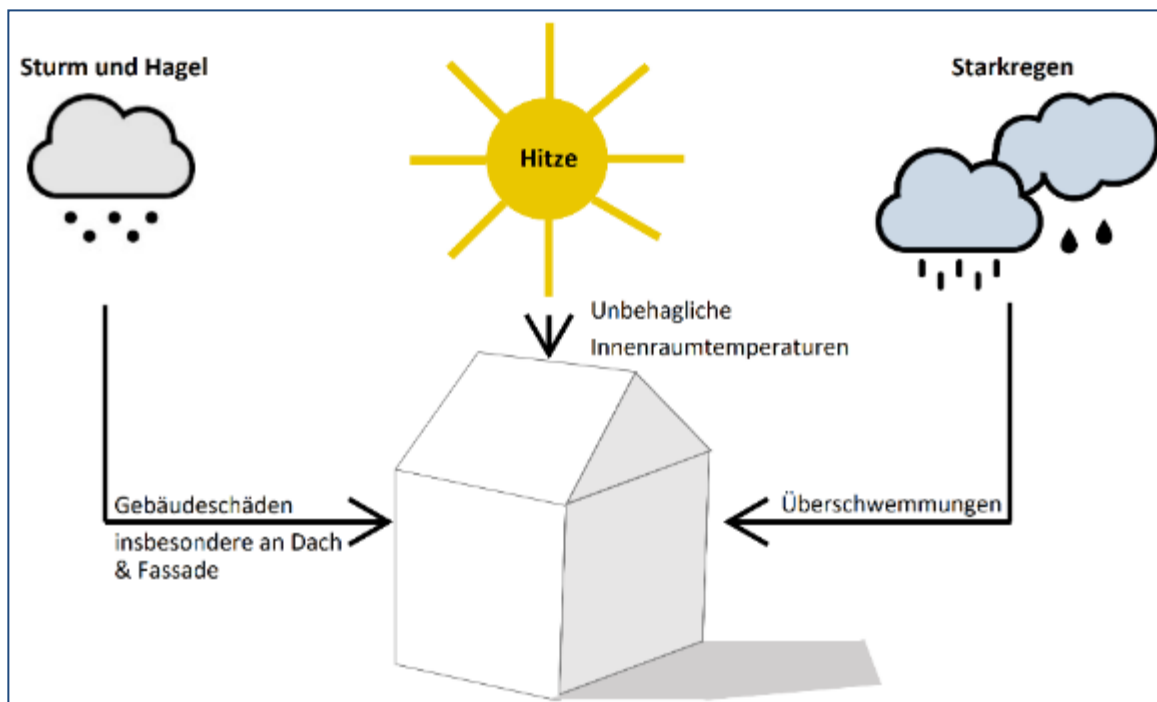 Sturm und Hagel
Hitze
Starkregen
Unbehagliche
Innenraumtemperaturen
Gebäudeschäden
insbesondere an Dach
& Fassade
Überschwemmungen